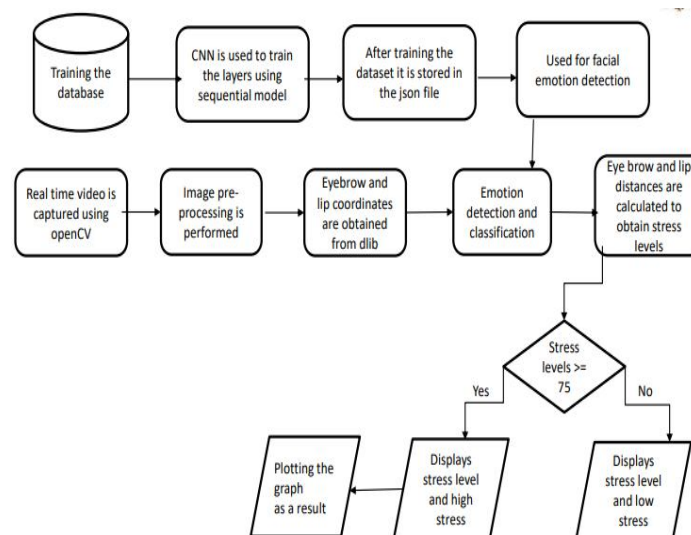 Training the
database
CNN is used to train
the layers using
sequential model
After training the
dataset it is stored in
the json file
Used for facial
emotion detection
Real time video is
captured using
openCV
Image pre-
processing is
performed
Eyebrow and
lip coordinates
are obtained
from dlib
Emotion
detection and
classification
Eye brow and lip
distances are
calculated to
obtain stress
levels
Stress
levels >=
75
Yes
No
Plotting the
graph
as a result
Displays
stress level
and high
stress
Displays
stress level
and low
stress